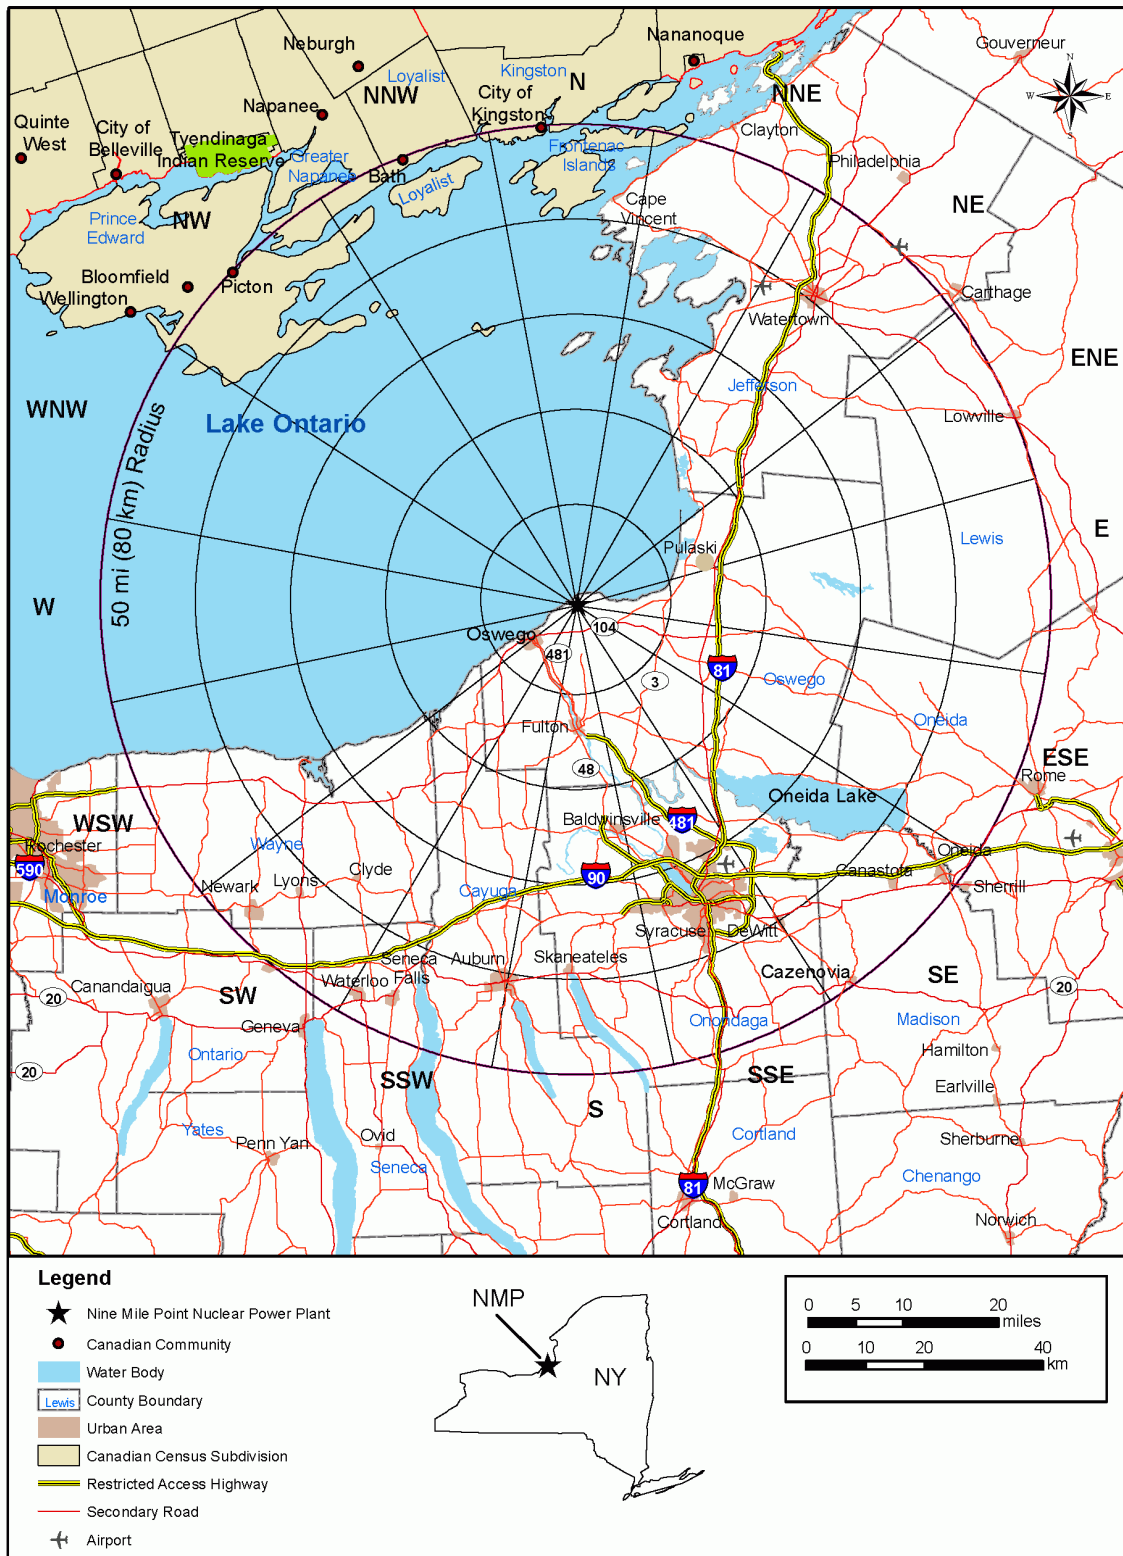 Gouverneur
Nananoque
Neburgh
Loyalist
Kingston
N
NNW
NNE
City of
Kingston
Napanee
Quinte
West
City of
Belleville
Tyendinaga
Indian Reserve
Greater
Napanee
Bath
Loyalist
Frontenac
Islands
Clayton
Philadelphia
N
W
E
S
Cape
Vincent
NE
NW
Prince
Edward
Bloomfield
Wellington
Picton
Carthage
Watertown
ENE
Jefferson
WNW
Lake Ontario
Lowville
50 mi (80 km) Radius
E
Lewis
Pulaski
W
Oswego
104
481
3
81
Oswego
Oneida
Fulton
ESE
Rome
48
Oneida Lake
WSW
Rochester
590
Monroe
Wayne
Clyde
Lyons
Newark
Baldwinsville
481
90
Cayuga
Oneida
Canastota
Sherrill
Syracuse
DeWitt
Seneca
Falls
Auburn
Skaneateles
Cazenovia
SE
Waterloo
20
Canandaigua
SW
20
Geneva
Onondaga
Madison
Ontario
Hamilton
20
SSW
SSE
Earlville
S
Yates
Penn Yan
Ovid
Seneca
Cortland
Sherburne
Chenango
81
McGraw
Cortland
Norwich
Legend
Nine Mile Point Nuclear Power Plant
Canadian Community
Water Body
Lewis
County Boundary
Urban Area
Canadian Census Subdivision
Restricted Access Highway
Secondary Road
Airport
NMP
NY
0 5 10 20
miles
0 10 20 40
km